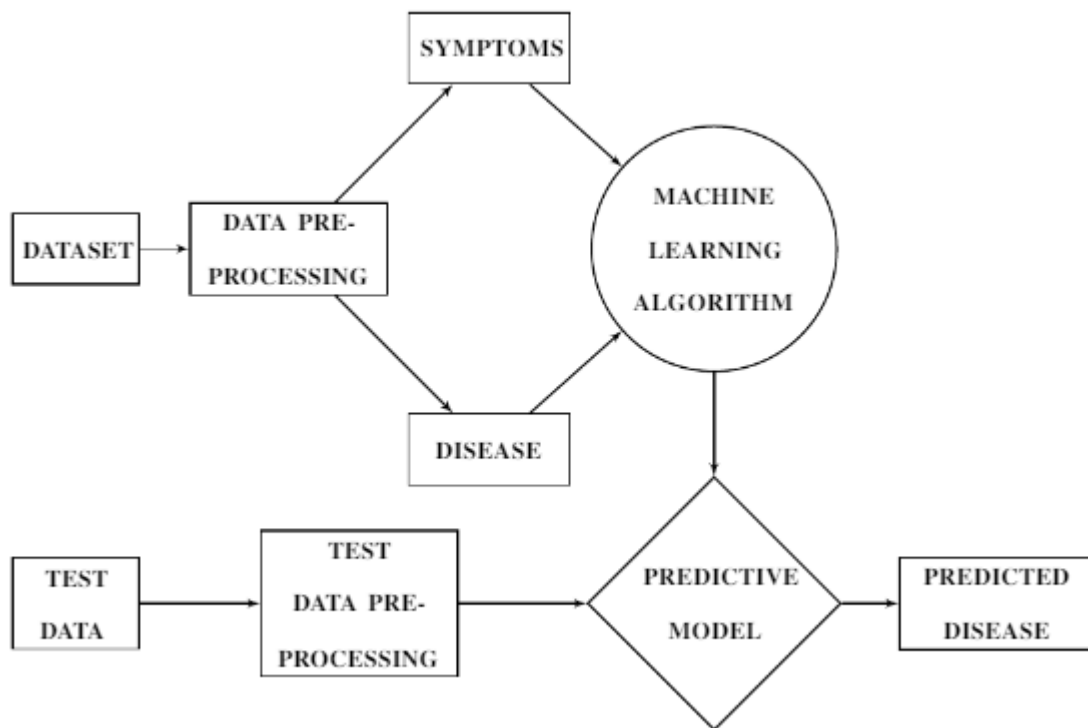 SYMPTOMS
DATASET
DATA PRE-
PROCESSING
MACHINE
LEARNING
ALGORITHM
DISEASE
TEST
DATA
TEST
DATA PRE-
PROCESSING
PREDICTIVE
MODEL
PREDICTED
DISEASE